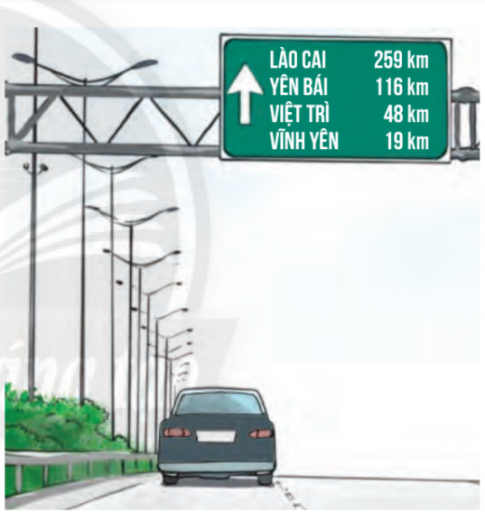 LÀO CAI 259 km
YÊN BÁI 116 km
VIỆT TRÌ 48 km
VĨNH YÊN 19 km